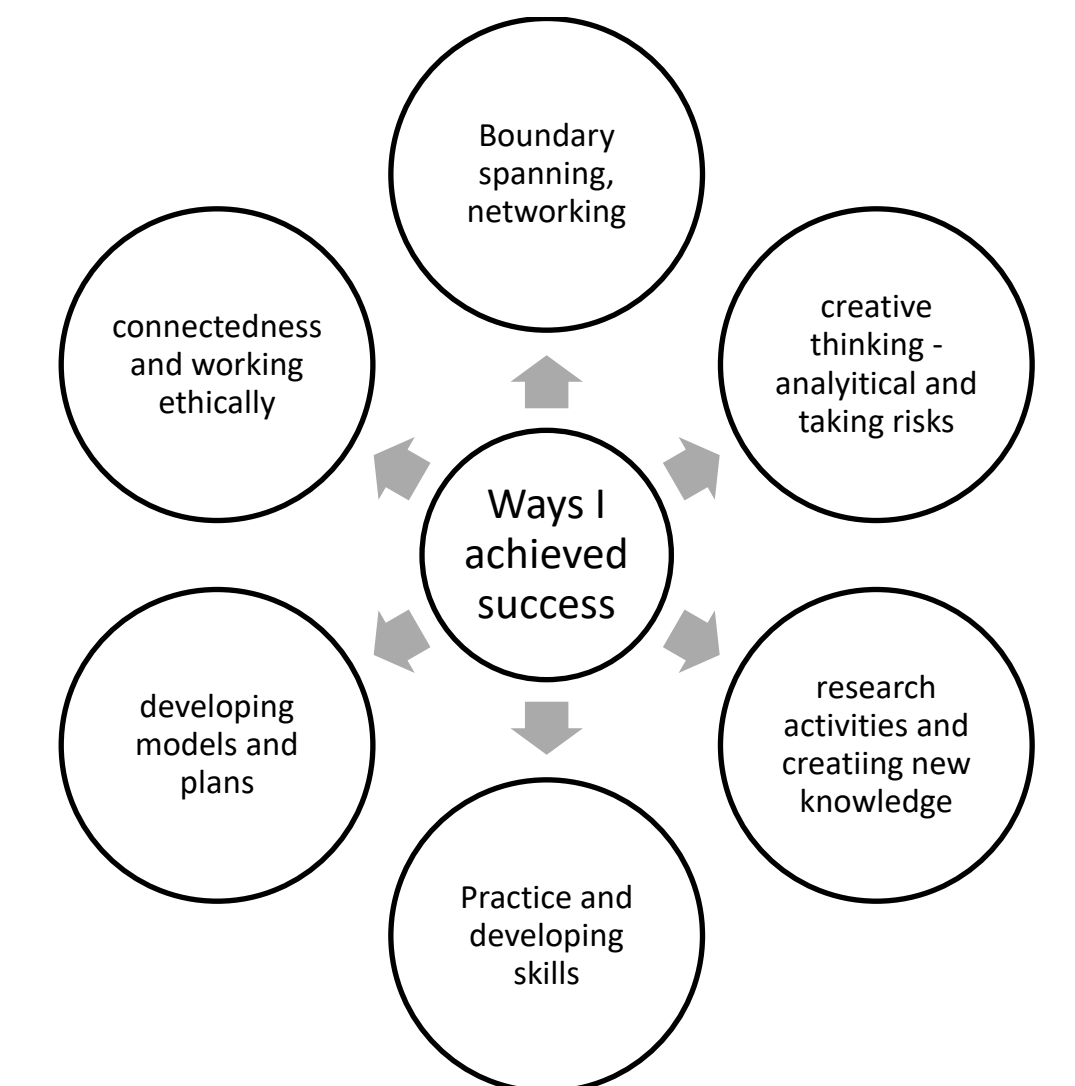 Boundary
spanning,
networking
creative
thinking -
analyitical and
taking risks
research
activities and
creatiing new
knowledge
Practice and
developing
skills
developing
models and
plans
connectedness
and working
ethically
Ways I
achieved
success